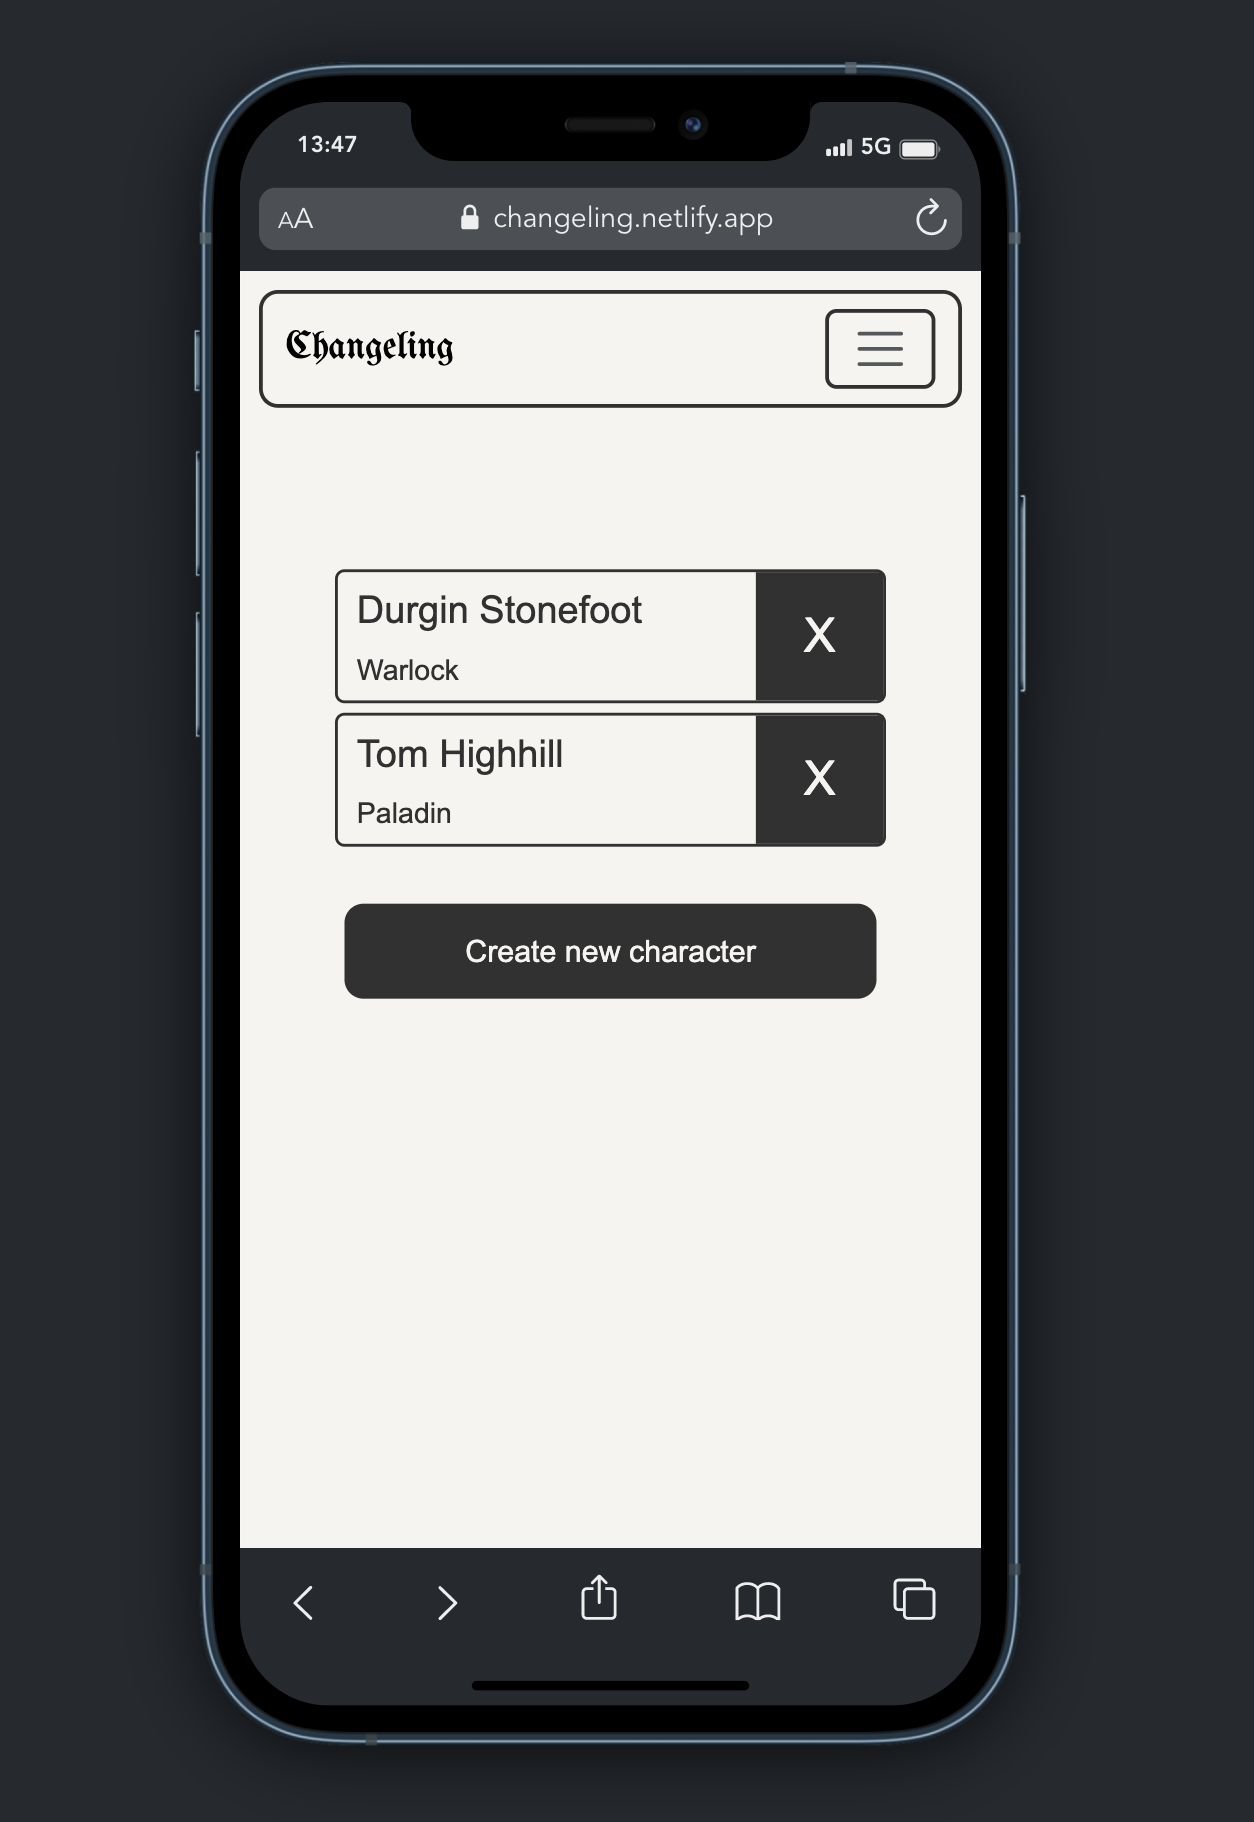 13:47
5G
AA
changeling.netlify.app
Changeling
Durgin Stonefoot
Warlock
X
Tom Highhill
Paladin
X
Create new character